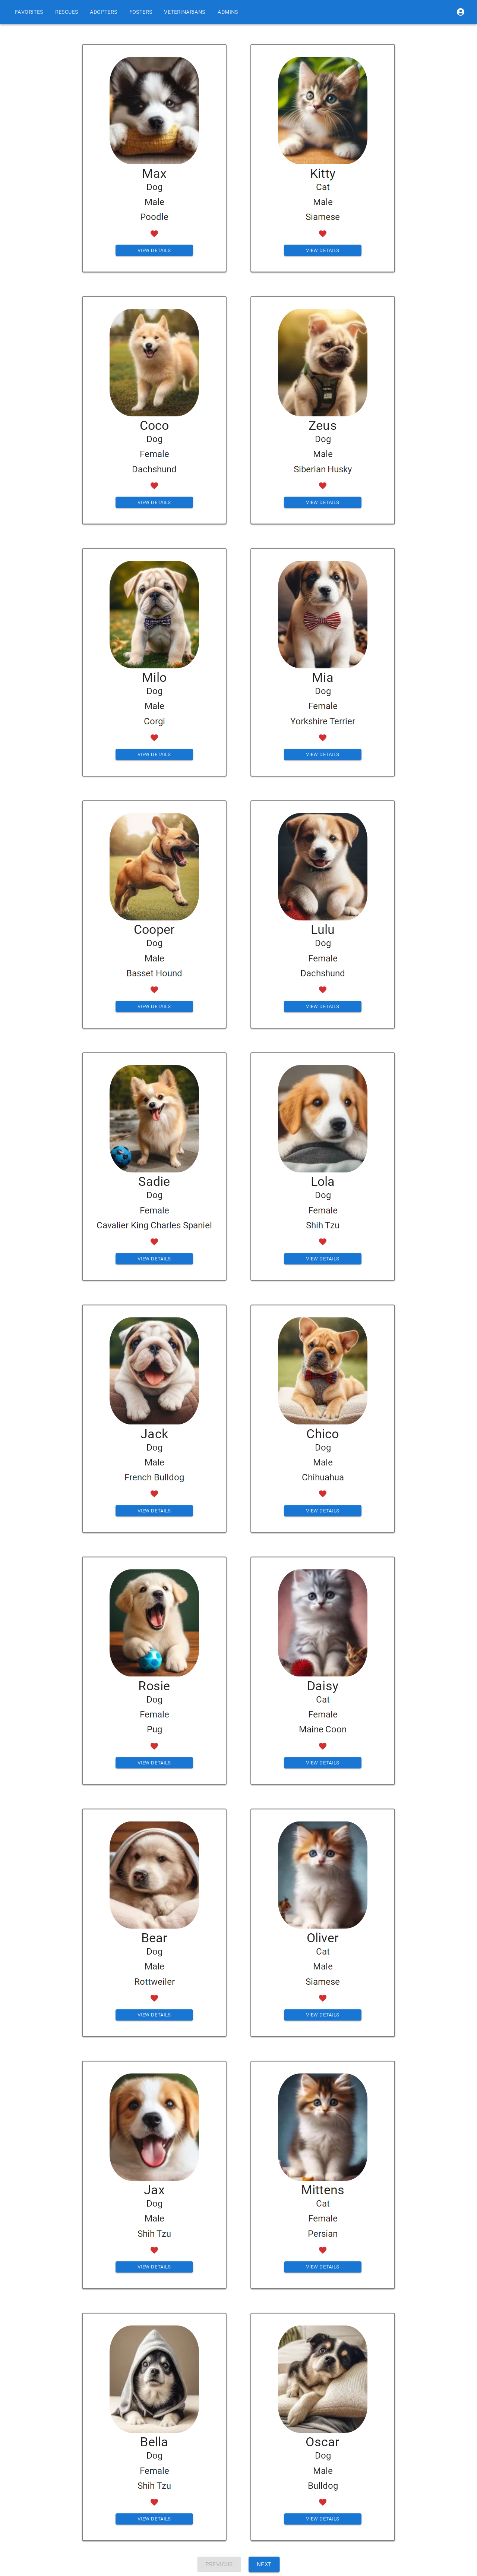 FAVORITES RESCUES ADOPTERS FOSTERS VETERINARIANS ADMINS
Max
Dog
Male
Poodle
VIEW DETAILS
Kitty
Cat
Male
Siamese
VIEW DETAILS
Coco
Dog
Female
Dachshund
VIEW DETAILS
Zeus
Dog
Male
Siberian Husky
VIEW DETAILS
Milo
Dog
Male
Corgi
VIEW DETAILS
Mia
Dog
Female
Yorkshire Terrier
VIEW DETAILS
Cooper
Dog
Male
Basset Hound
VIEW DETAILS
Lulu
Dog
Female
Dachshund
VIEW DETAILS
Sadie
Dog
Female
Cavalier King Charles Spaniel
VIEW DETAILS
Lola
Dog
Female
Shih Tzu
VIEW DETAILS
Jack
Dog
Male
French Bulldog
VIEW DETAILS
Chico
Dog
Male
Chihuahua
VIEW DETAILS
Rosie
Dog
Female
Pug
VIEW DETAILS
Daisy
Cat
Female
Maine Coon
VIEW DETAILS
Bear
Dog
Male
Rottweiler
VIEW DETAILS
Oliver
Cat
Male
Siamese
VIEW DETAILS
Jax
Dog
Male
Shih Tzu
VIEW DETAILS
Mittens
Cat
Female
Persian
VIEW DETAILS
Bella
Dog
Female
Shih Tzu
VIEW DETAILS
Oscar
Dog
Male
Bulldog
VIEW DETAILS
PREVIOUS NEXT